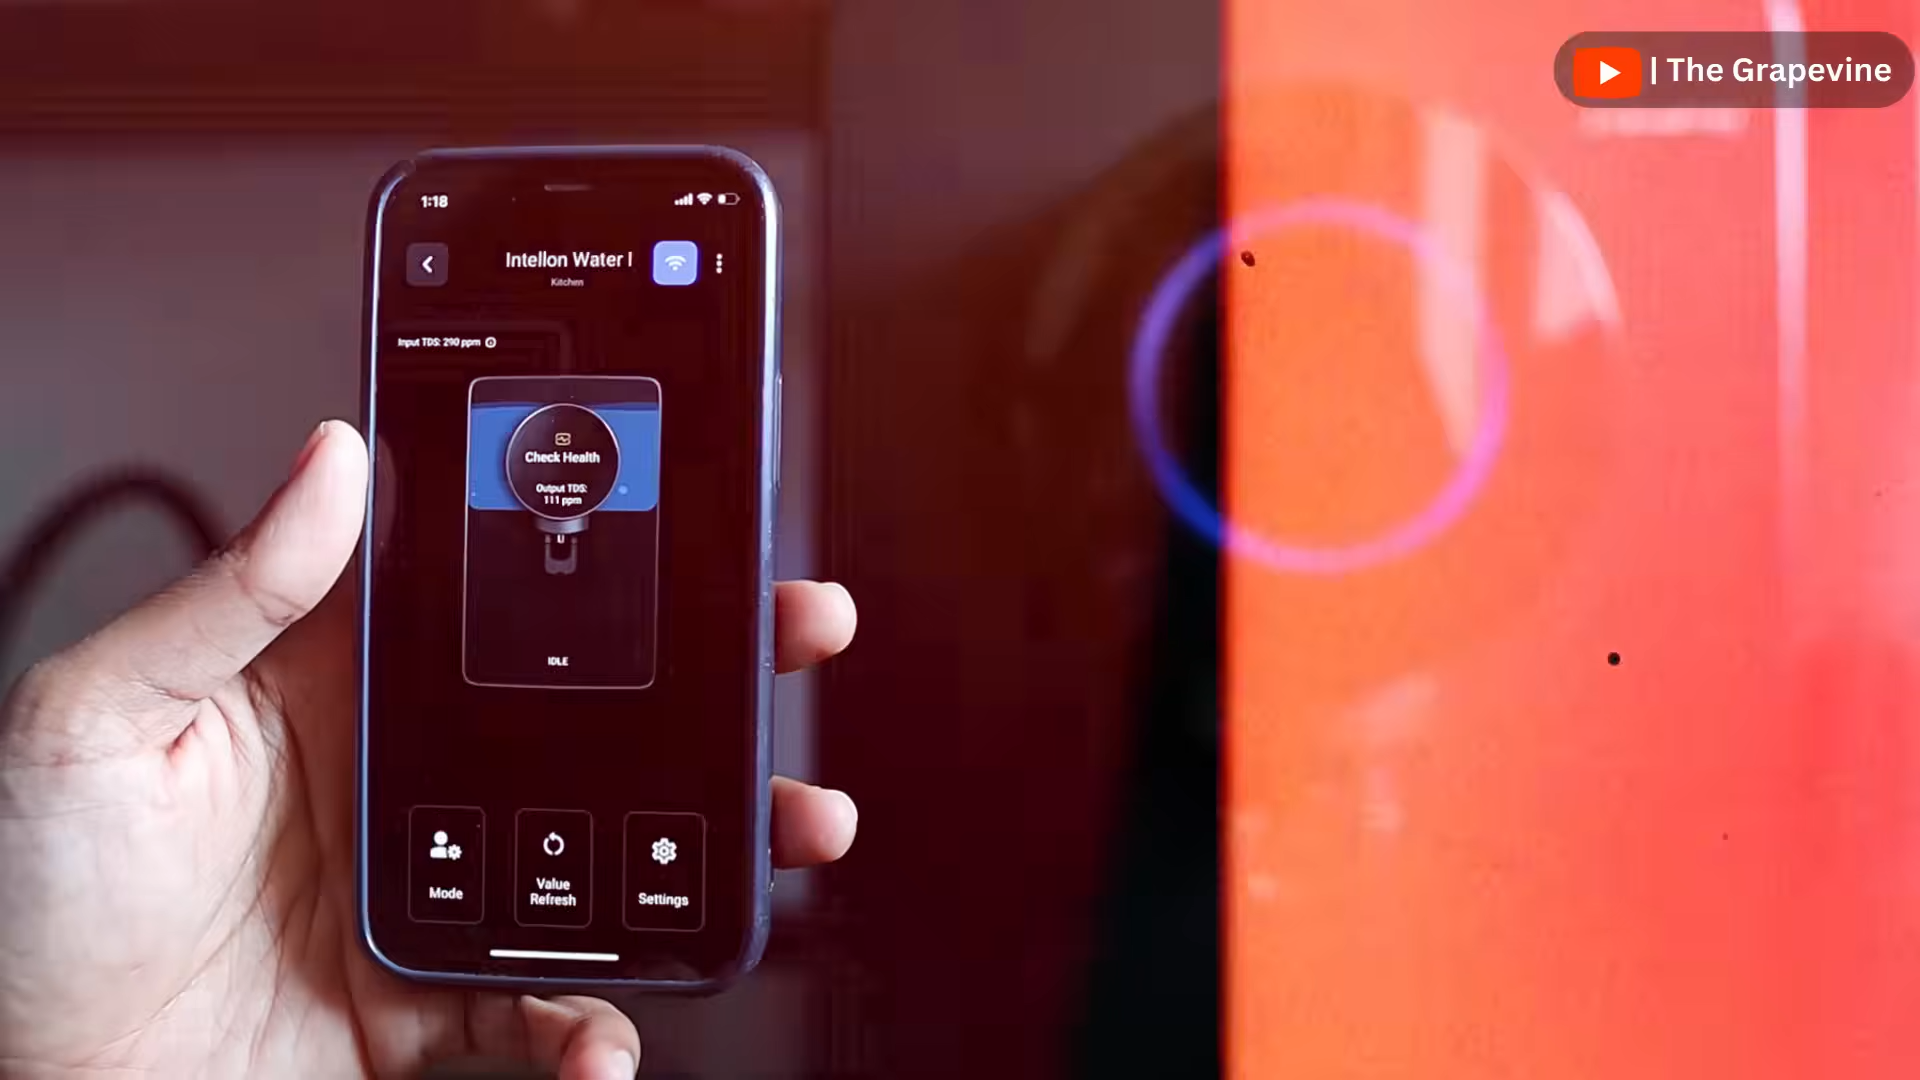 | The Grapevine
1:18
Intellon Water I
Kitchen
Input TDS: 290 ppm
Check Health
Output TDS:
111 ppm
IDLE
Mode
Value
Refresh
Settings